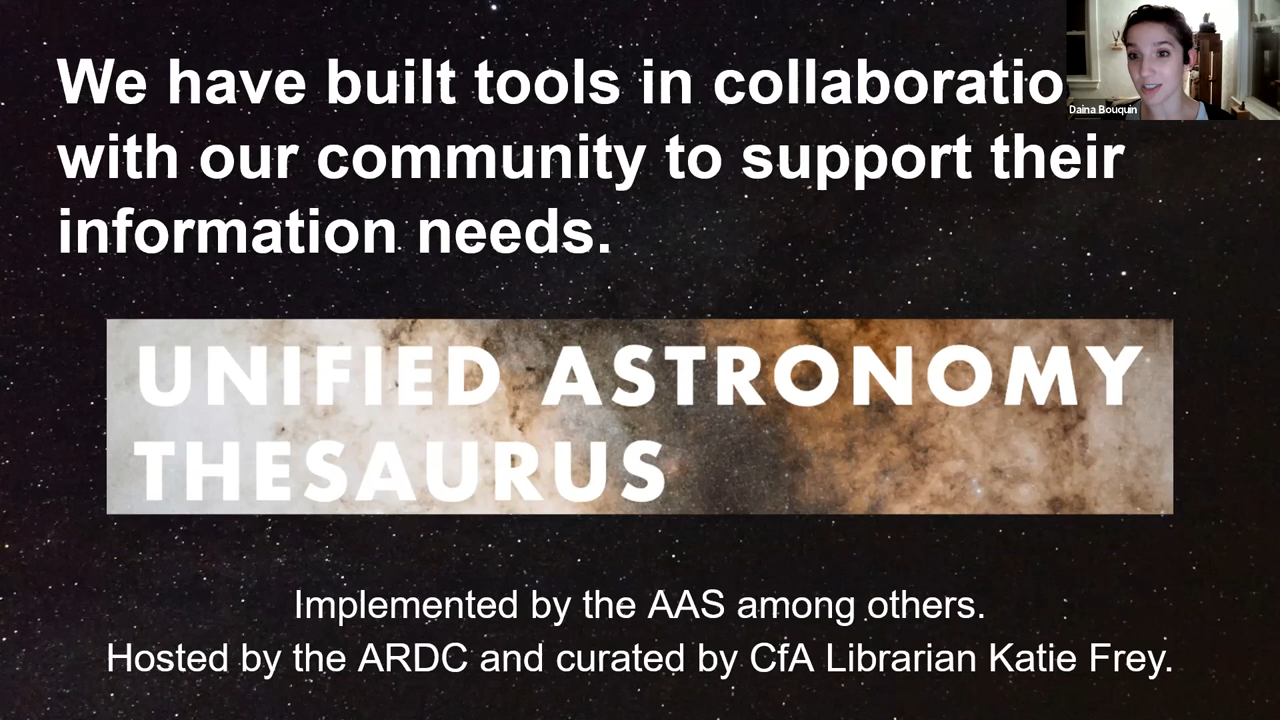 We have built tools in collaboratio
with our community to support their
information needs.
Daina Bouquin
UNIFIED ASTRONOMY
THESAURUS
Implemented by the AAS among others.
Hosted by the ARDC and curated by CfA Librarian Katie Frey.